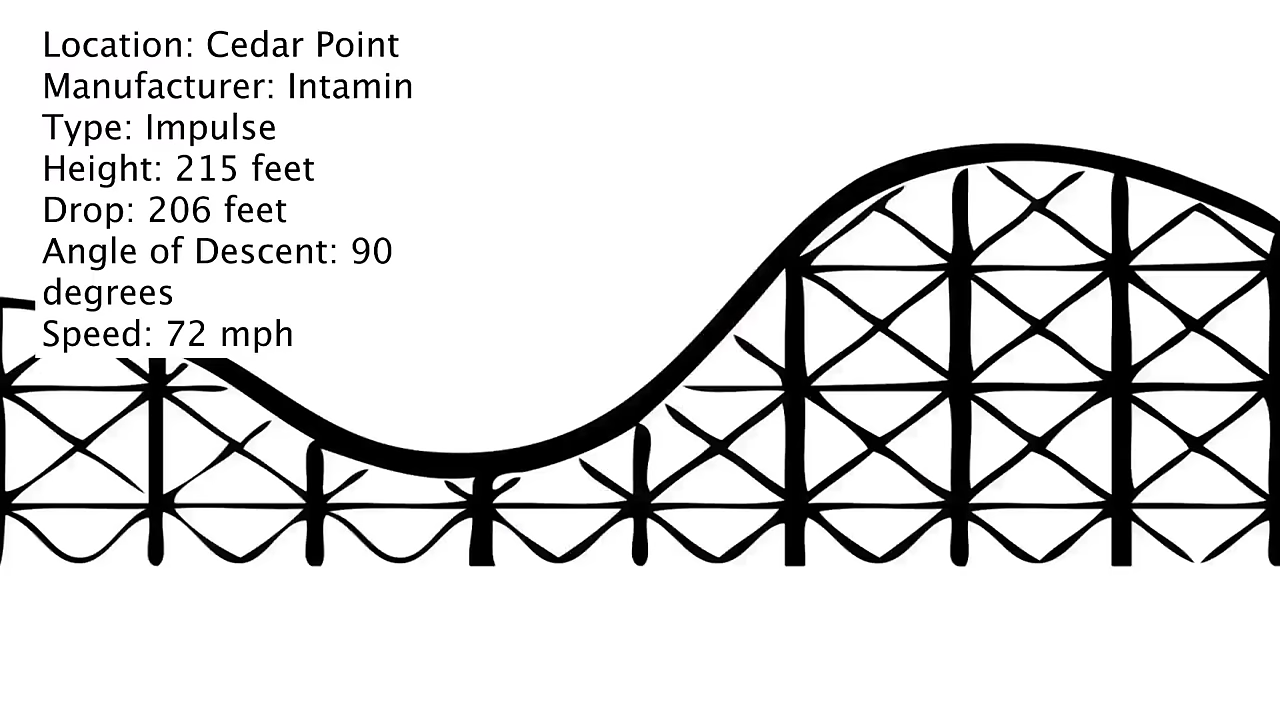 Location: Cedar Point
Manufacturer: Intamin
Type: Impulse
Height: 215 feet
Drop: 206 feet
Angle of Descent: 90
degrees
Speed: 72 mph